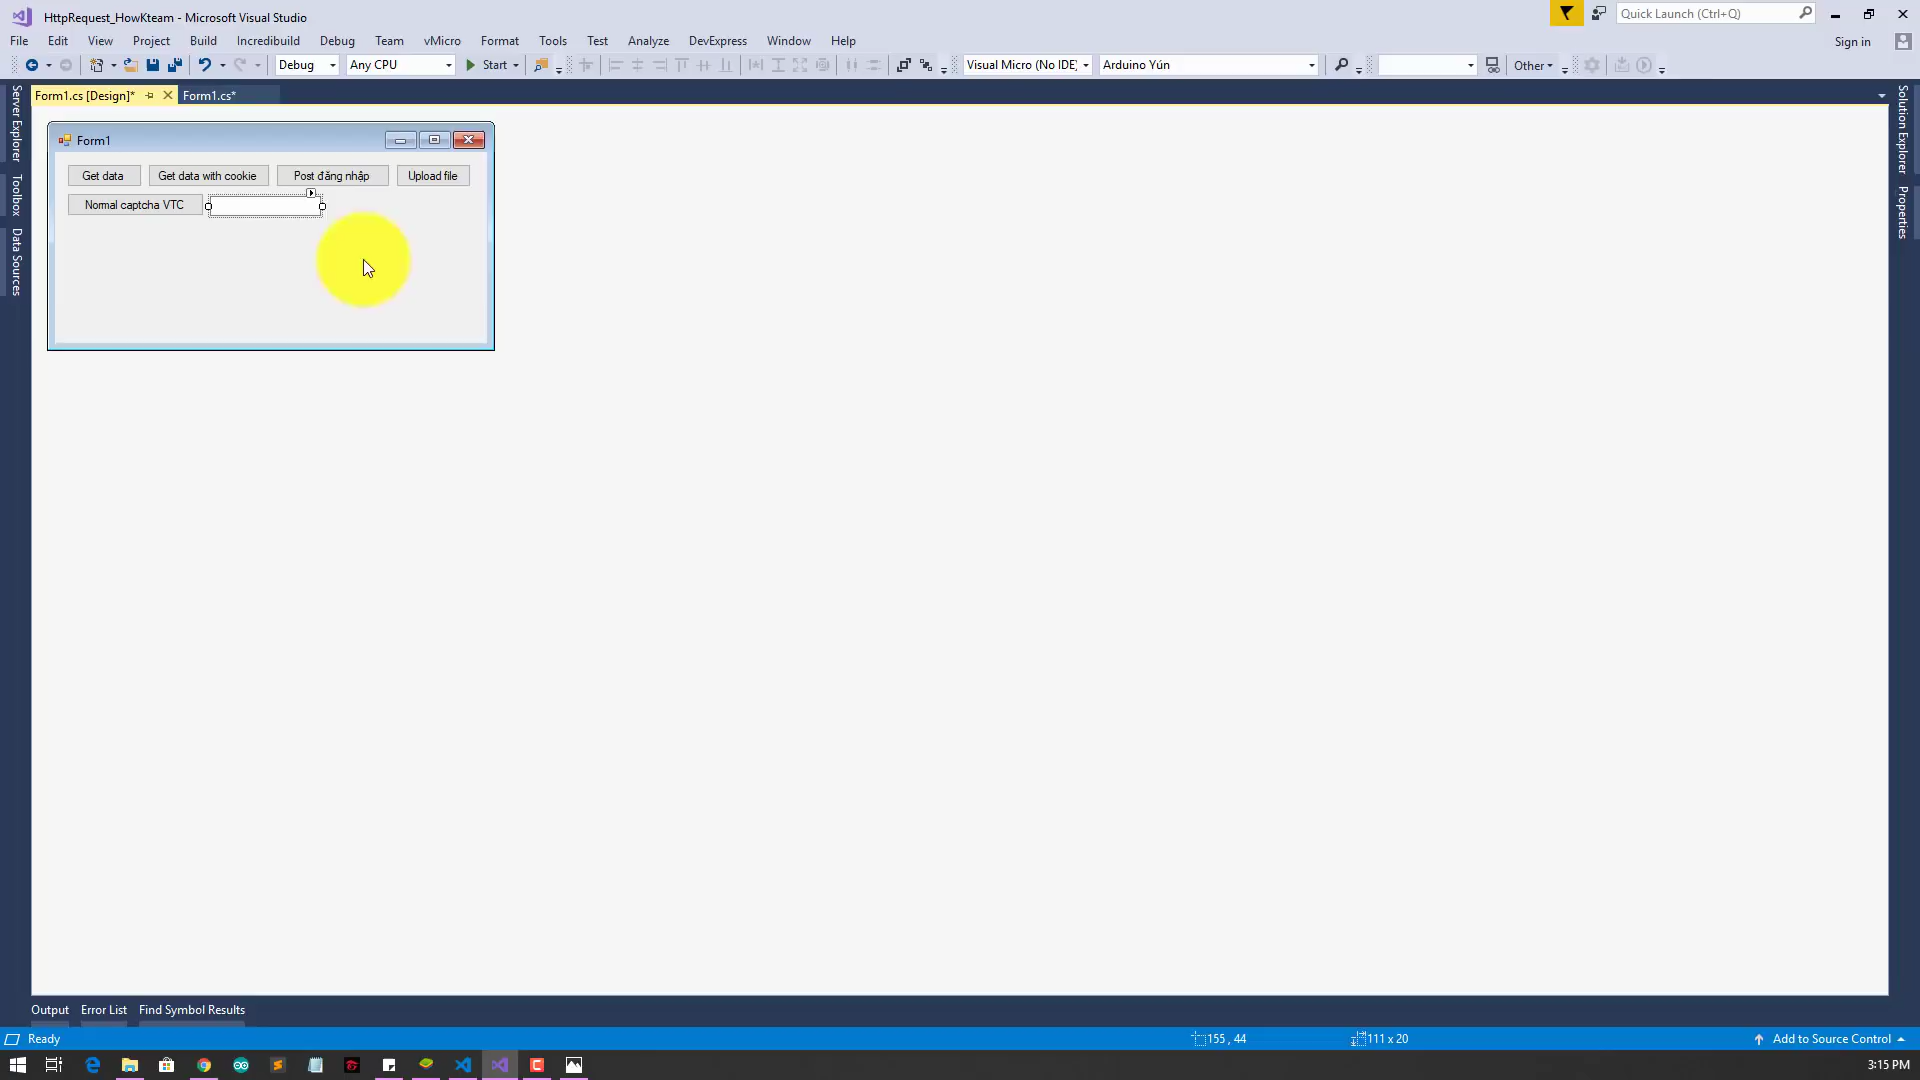 HttpRequest_HowKteam - Microsoft Visual Studio
Quick Launch (Ctrl+Q)
File Edit View Project Build Incredibuild Debug Team vMicro Format Tools Test Analyze DevExpress Window Help
Sign in
Debug Any CPU Start Visual Micro (No IDE) Arduino Yún Other
Form1.cs [Design]* Form1.cs*
Server Explorer
Toolbox
Data Sources
Solution Explorer
Properties
Form1
Get data Get data with cookie Post đăng nhập Upload file
Normal captcha VTC
Output Error List Find Symbol Results
Ready 155 , 44 111 x 20 Add to Source Control
3:15 PM